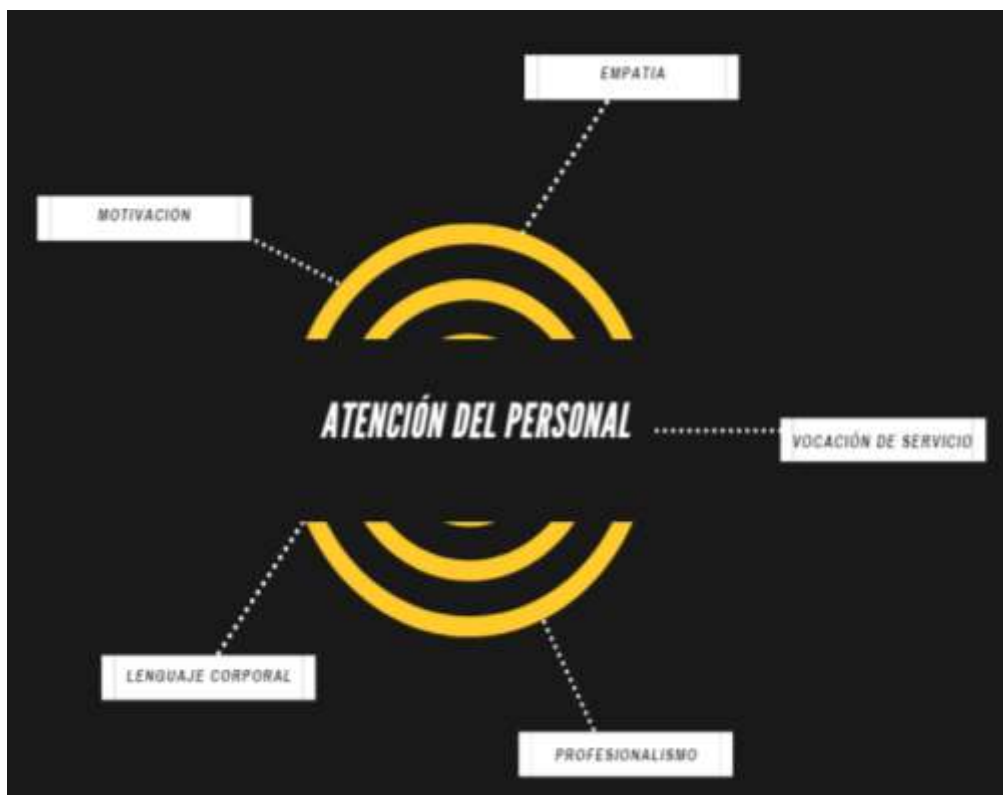 EMPATIA
MOTIVACIÓN
ATENCIÓN DEL PERSONAL
VOCACIÓN DE SERVICIO
LENGUAJE CORPORAL
PROFESIONALISMO